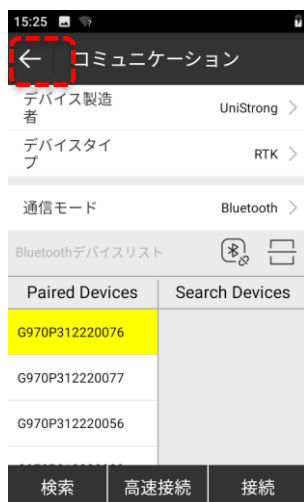 15:25
コミュニケーション
デバイス製造
者
UniStrong
デバイスタイ
プ
RTK
通信モード
Bluetooth
Bluetoothデバイスリスト
Paired Devices
Search Devices
G970P312220076
G970P312220077
G970P312220056
検索
高速接続
接続